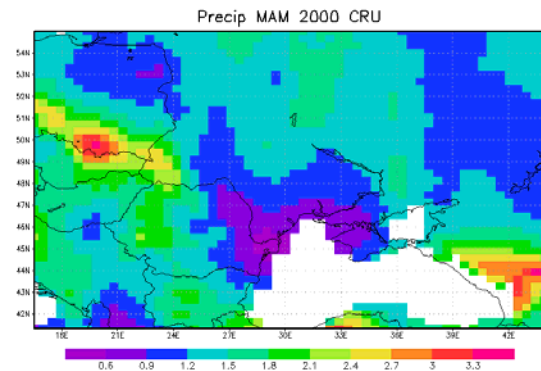 Precip MAM 2000 CRU
54N
53N
52N
51N
50N
49N
48N
47N
46N
45N
44N
43N
42N
18E 21E 24E 27E 30E 33E 36E 39E 42E
0.6 0.9 1.2 1.5 1.8 2.1 2.4 2.7 3 3.3